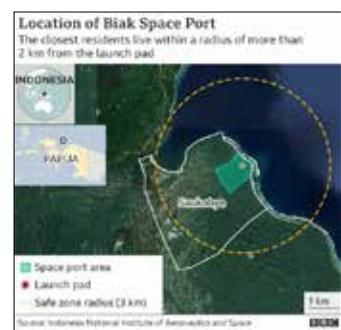 Location of Biak Space Port
The closest residents live within a radius of more than
2 km from the launch pad
INDONESIA
PAPUA
Saukobye
Space port area
Launch pad
Safe zone radius (3 km)
1 km
Source: Indonesia National Institute of Aeronautics and Space
BBC